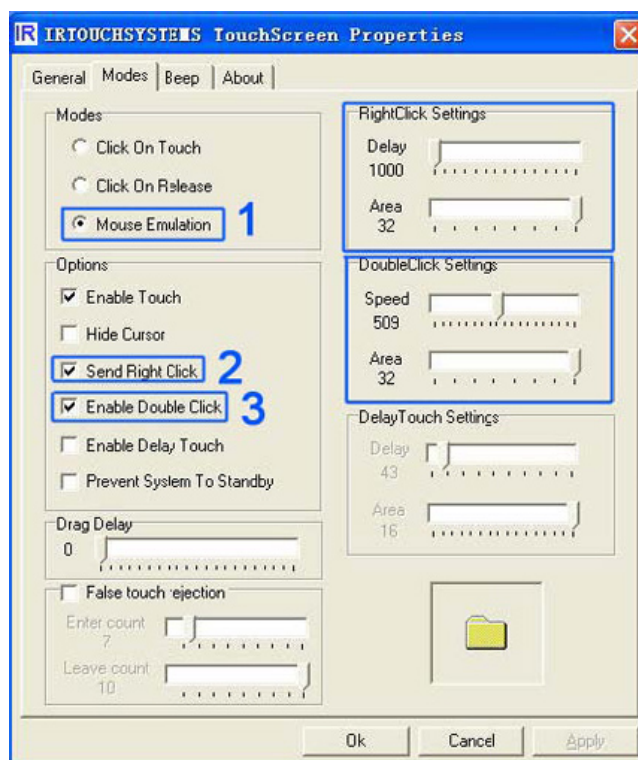 IR IRTOUCHSYSTEMS TouchScreen Properties
General Modes Beep About
Modes
Click On Touch
Click On Release
Mouse Emulation 1
Options
Enable Touch
Hide Cursor
Send Right Click 2
Enable Double Click 3
Enable Delay Touch
Prevent System To Standby
Drag Delay
0
False touch rejection
Enter count
7
Leave count
10
RightClick Settings
Delay
1000
Area
32
DoubleClick Settings
Speed
509
Area
32
DelayTouch Settings
Delay
43
Area
16
Ok Cancel Apply